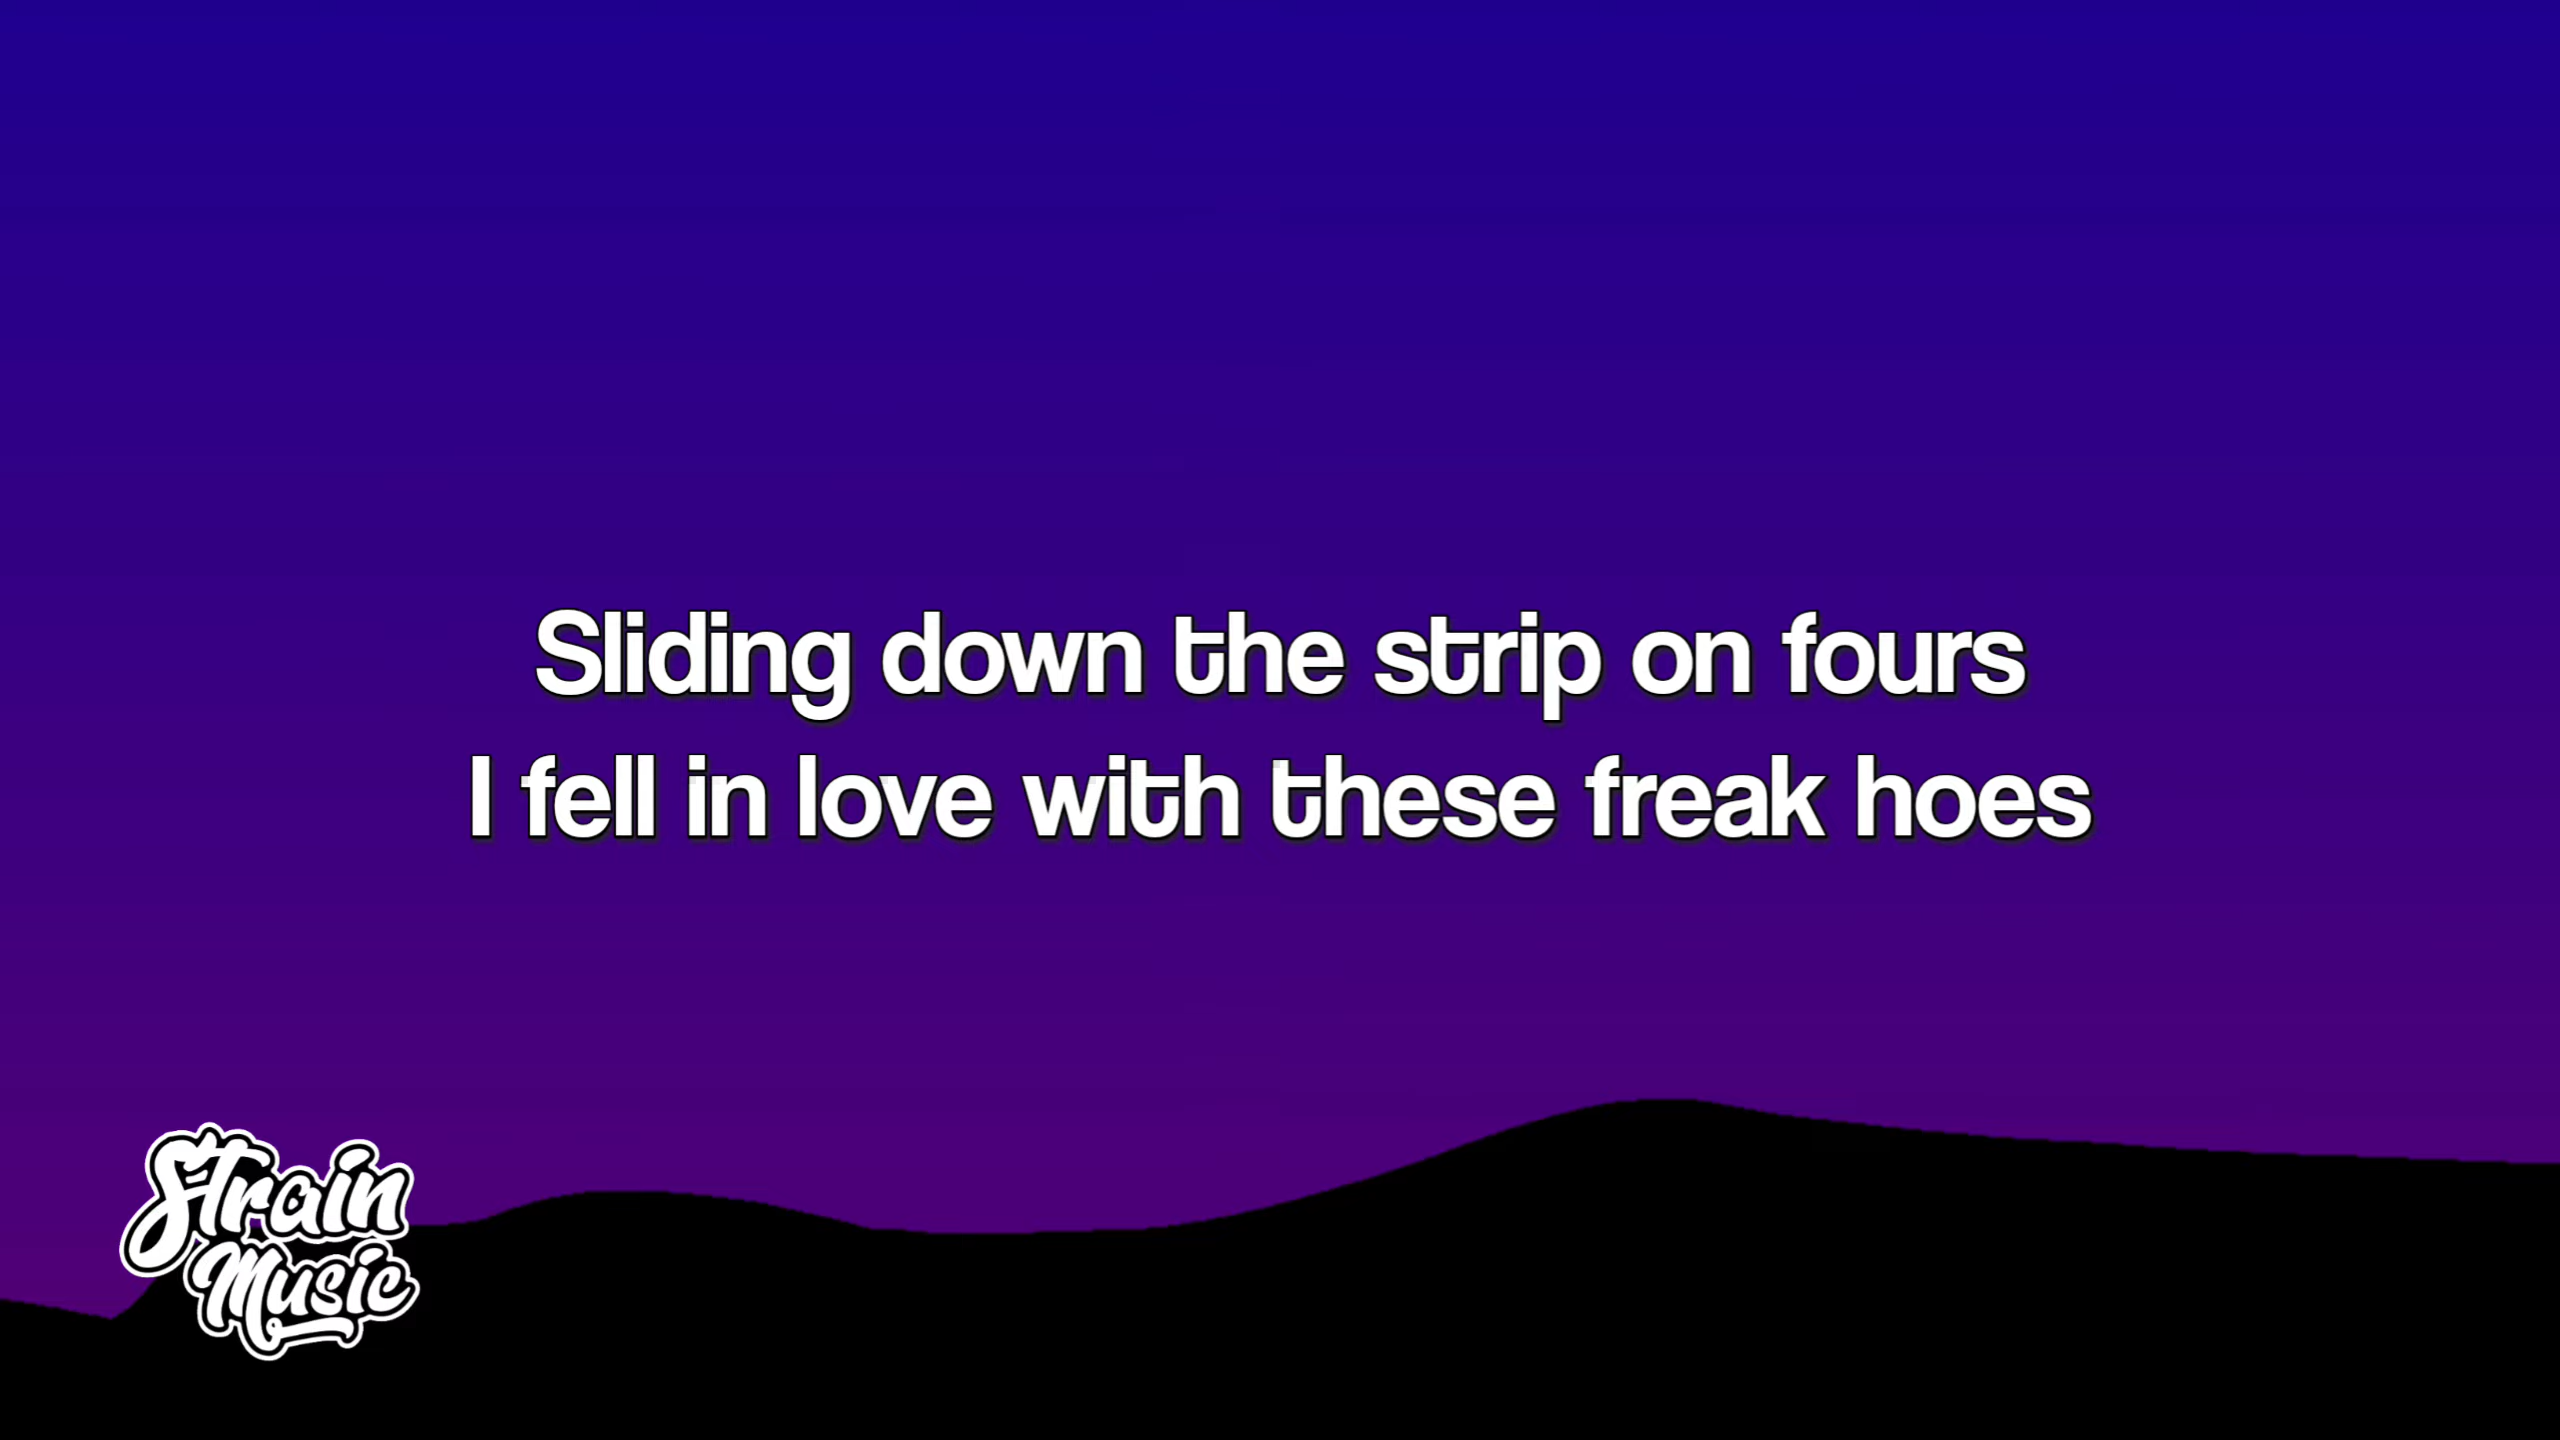 Sliding down the strip on fours
I fell in love with these freak hoes
Strain
Music